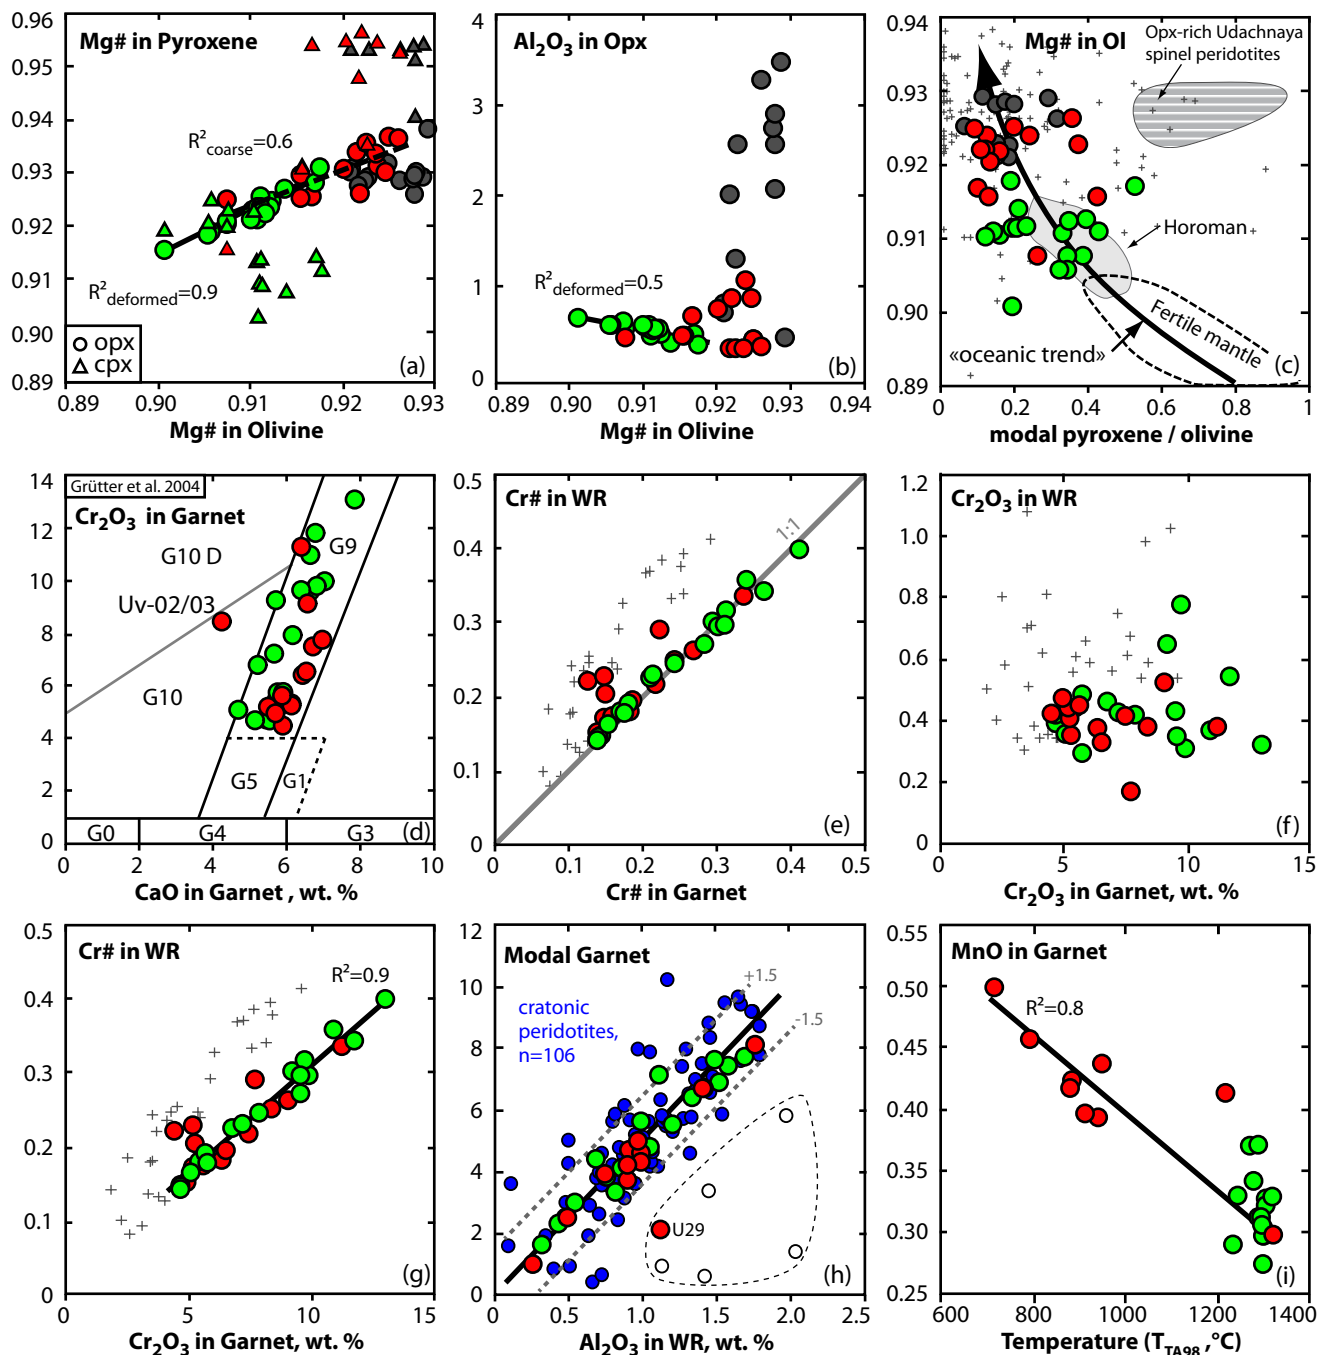 Mg# in Pyroxene
0.96
0.95
0.94
0.93
0.92
0.91
0.90
0.89
R²coarse=0.6
R²deformed=0.9
opx
cpx
(a)
0.89 0.90 0.91 0.92 0.93
Mg# in Olivine
Al₂O₃ in Opx
4
3
2
1
0
R²deformed=0.5
(b)
0.89 0.90 0.91 0.92 0.93 0.94
Mg# in Olivine
Mg# in Ol
0.94
0.93
0.92
0.91
0.90
0.89
Opx-rich Udachnaya
spinel peridotites
Horoman
Fertile mantle
«oceanic trend»
(c)
0 0.2 0.4 0.6 0.8 1
modal pyroxene / olivine
Grütter et al. 2004
Cr₂O₃ in Garnet
14
12
10
8
6
4
2
0
G10 D
G9
Uv-02/03
G10
G5
G1
G0
G4
G3
(d)
0 2 4 6 8 10
CaO in Garnet , wt. %
Cr# in WR
0.5
0.4
0.3
0.2
0.1
0
1:1
(e)
0 0.1 0.2 0.3 0.4 0.5
Cr# in Garnet
Cr₂O₃ in WR
1.2
1.0
0.8
0.6
0.4
0.2
0
(f)
0 5 10 15
Cr₂O₃ in Garnet, wt. %
Cr# in WR
0.5
0.4
0.3
0.2
0.1
0
R²=0.9
(g)
0 5 10 15
Cr₂O₃ in Garnet, wt. %
Modal Garnet
12
10
8
6
4
2
0
+1.5
-1.5
cratonic
peridotites,
n=106
U29
(h)
0 0.5 1.0 1.5 2.0 2.5
Al₂O₃ in WR, wt. %
MnO in Garnet
0.55
0.50
0.45
0.40
0.35
0.30
0.25
R²=0.8
(i)
600 800 1000 1200 1400
Temperature (TTA98 ,°C)